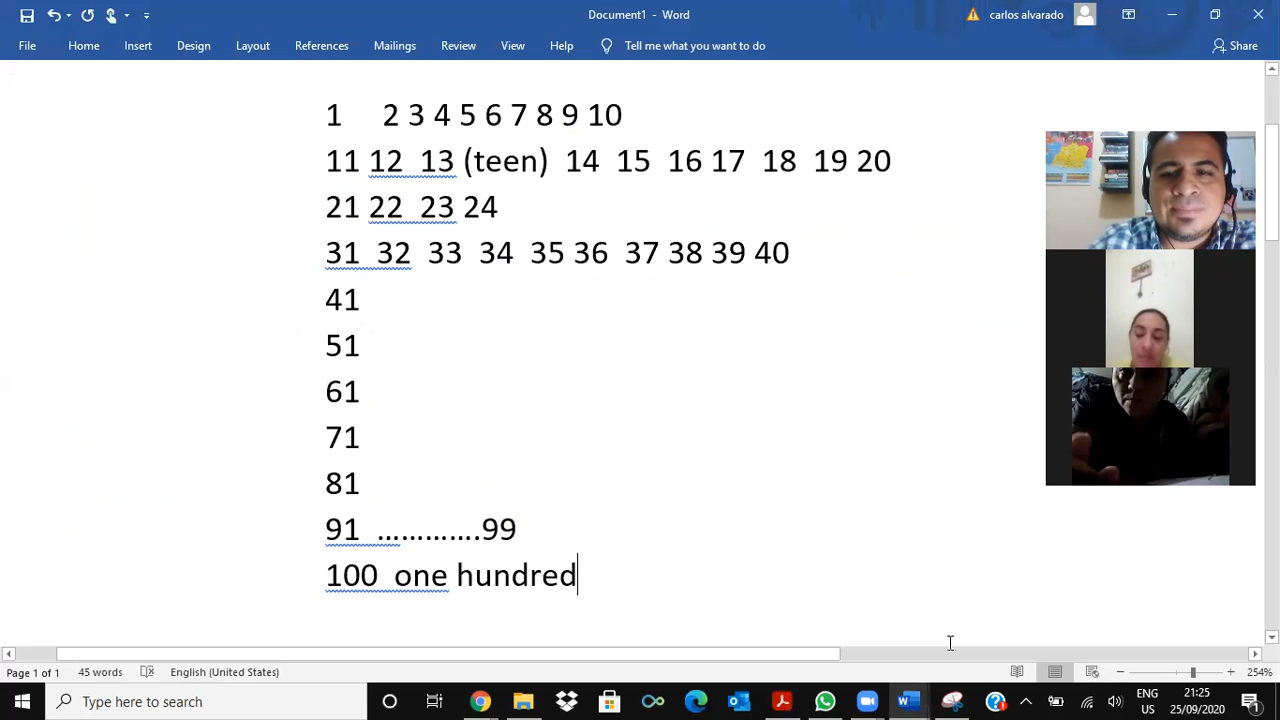 Document1 - Word
carlos alvarado
File Home Insert Design Layout References Mailings Review View Help Tell me what you want to do Share
1 2 3 4 5 6 7 8 9 10
11 12 13 (teen) 14 15 16 17 18 19 20
21 22 23 24
31 32 33 34 35 36 37 38 39 40
41
51
61
71
81
91 ………….99
100 one hundred
Page 1 of 1 45 words English (United States) 254%
Type here to search
ENG 21:25
US 25/09/2020